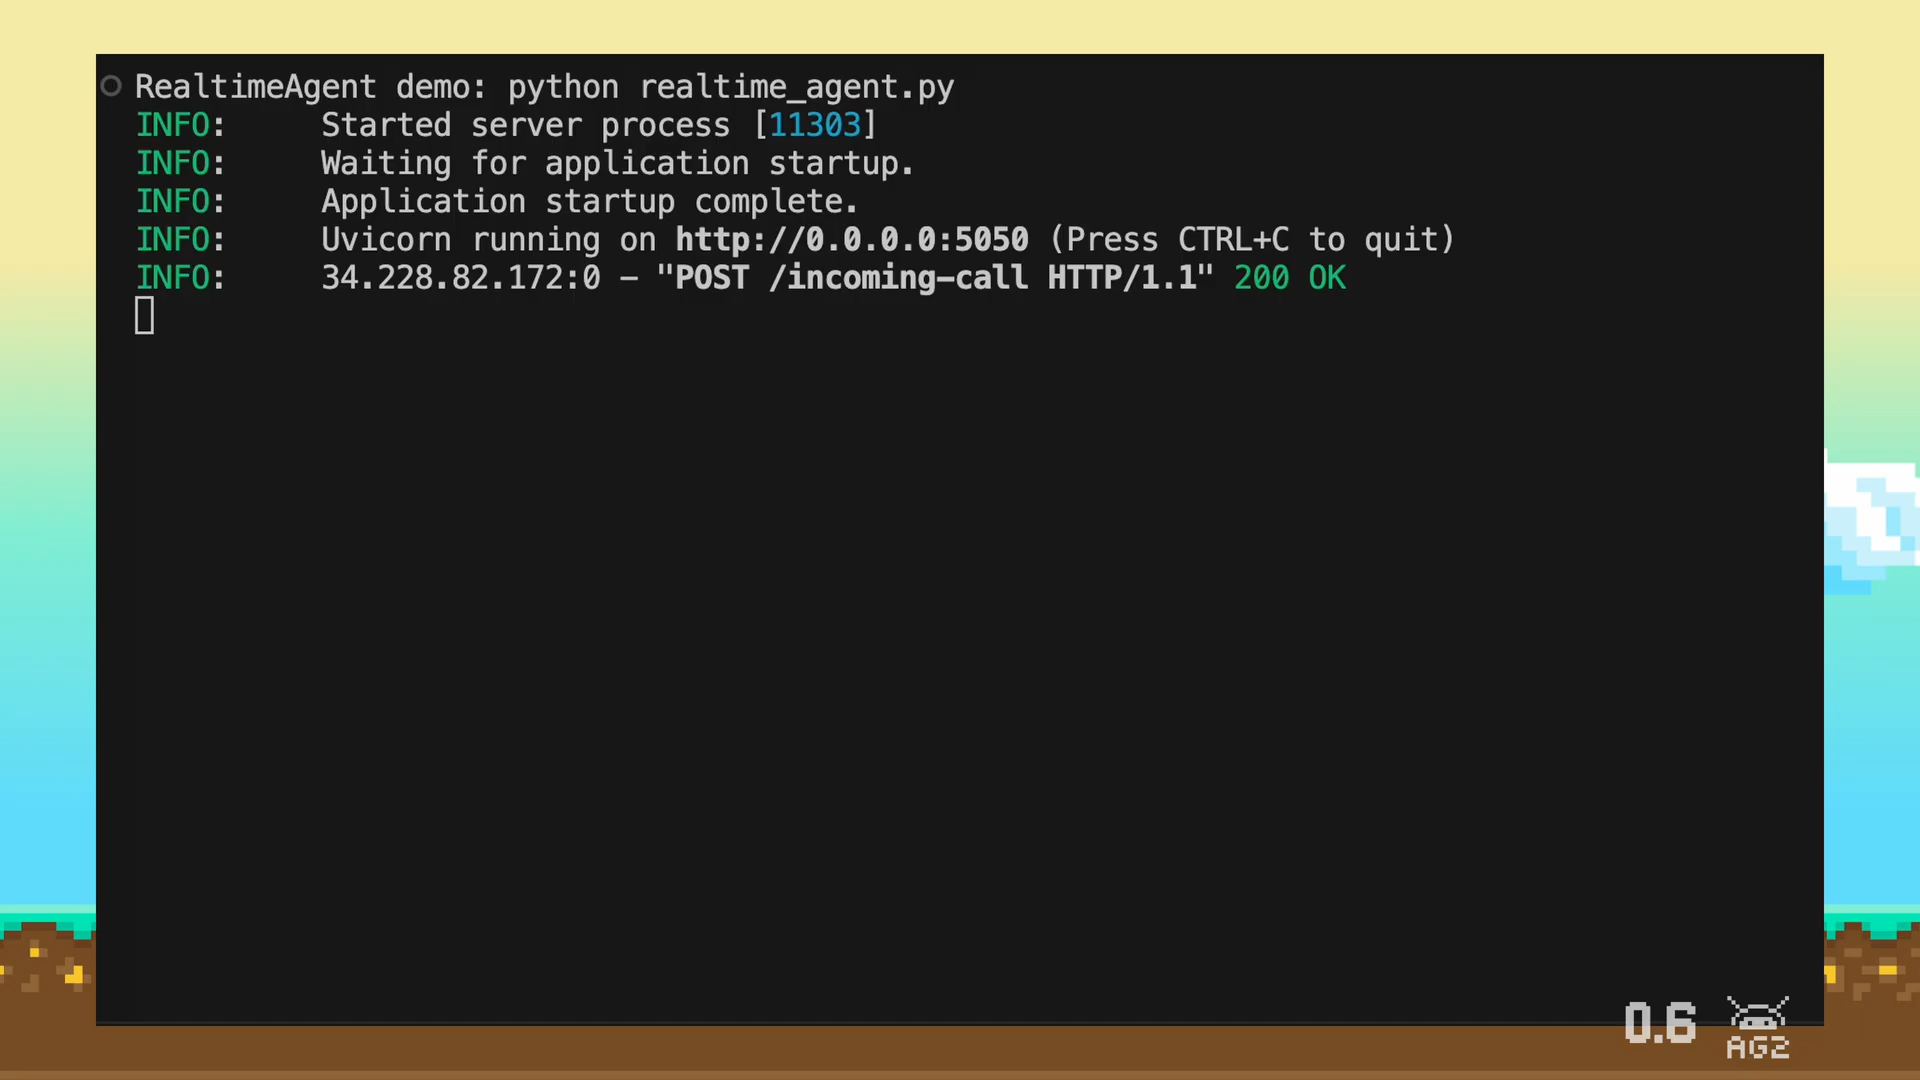 RealtimeAgent demo: python realtime_agent.py
INFO:     Started server process [11303]
INFO:     Waiting for application startup.
INFO:     Application startup complete.
INFO:     Uvicorn running on http://0.0.0.0:5050 (Press CTRL+C to quit)
INFO:     34.228.82.172:0 – "POST /incoming-call HTTP/1.1" 200 OK
0.6
AG2